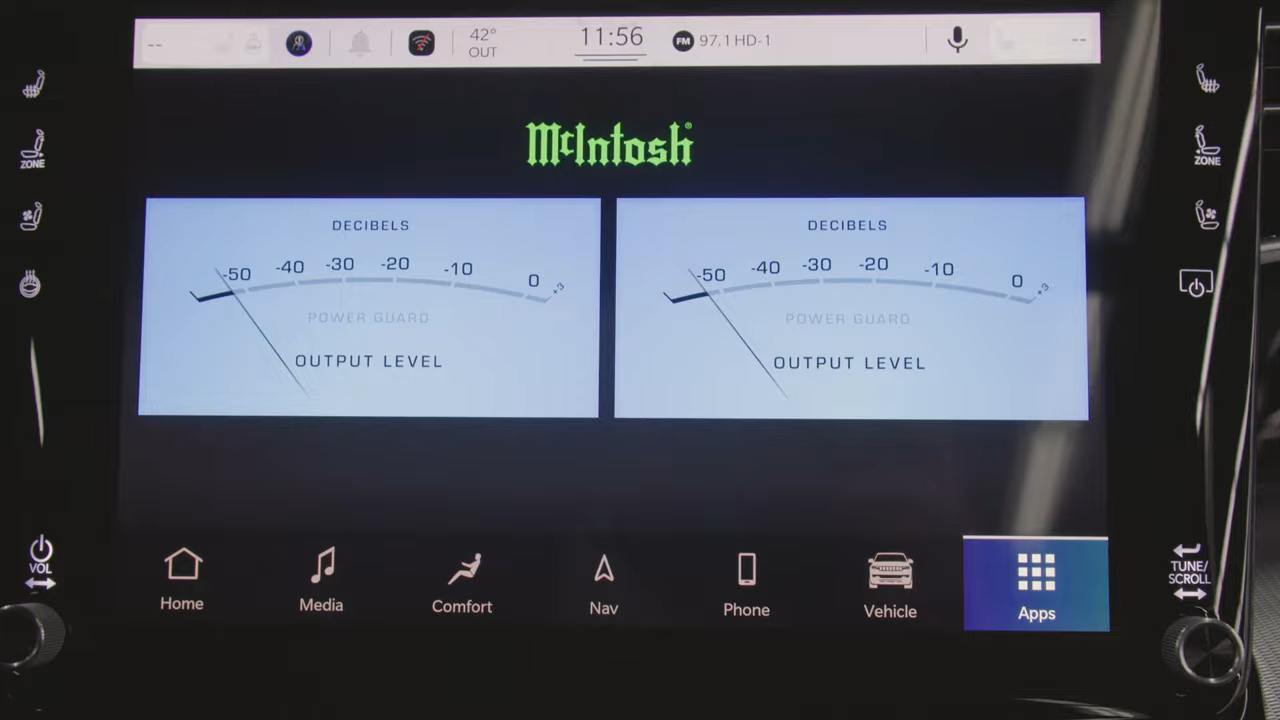 -- 42° 11:56 FM 97.1 HD-1 --
OUT
McIntosh®
DECIBELS DECIBELS
-50 -40 -30 -20 -10 0 +3 -50 -40 -30 -20 -10 0 +3
POWER GUARD POWER GUARD
OUTPUT LEVEL OUTPUT LEVEL
ZONE ZONE
VOL TUNE/
SCROLL
Home Media Comfort Nav Phone Vehicle Apps